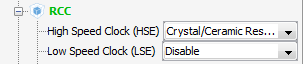 RCC
High Speed Clock (HSE) Crystal/Ceramic Res...
Low Speed Clock (LSE) Disable